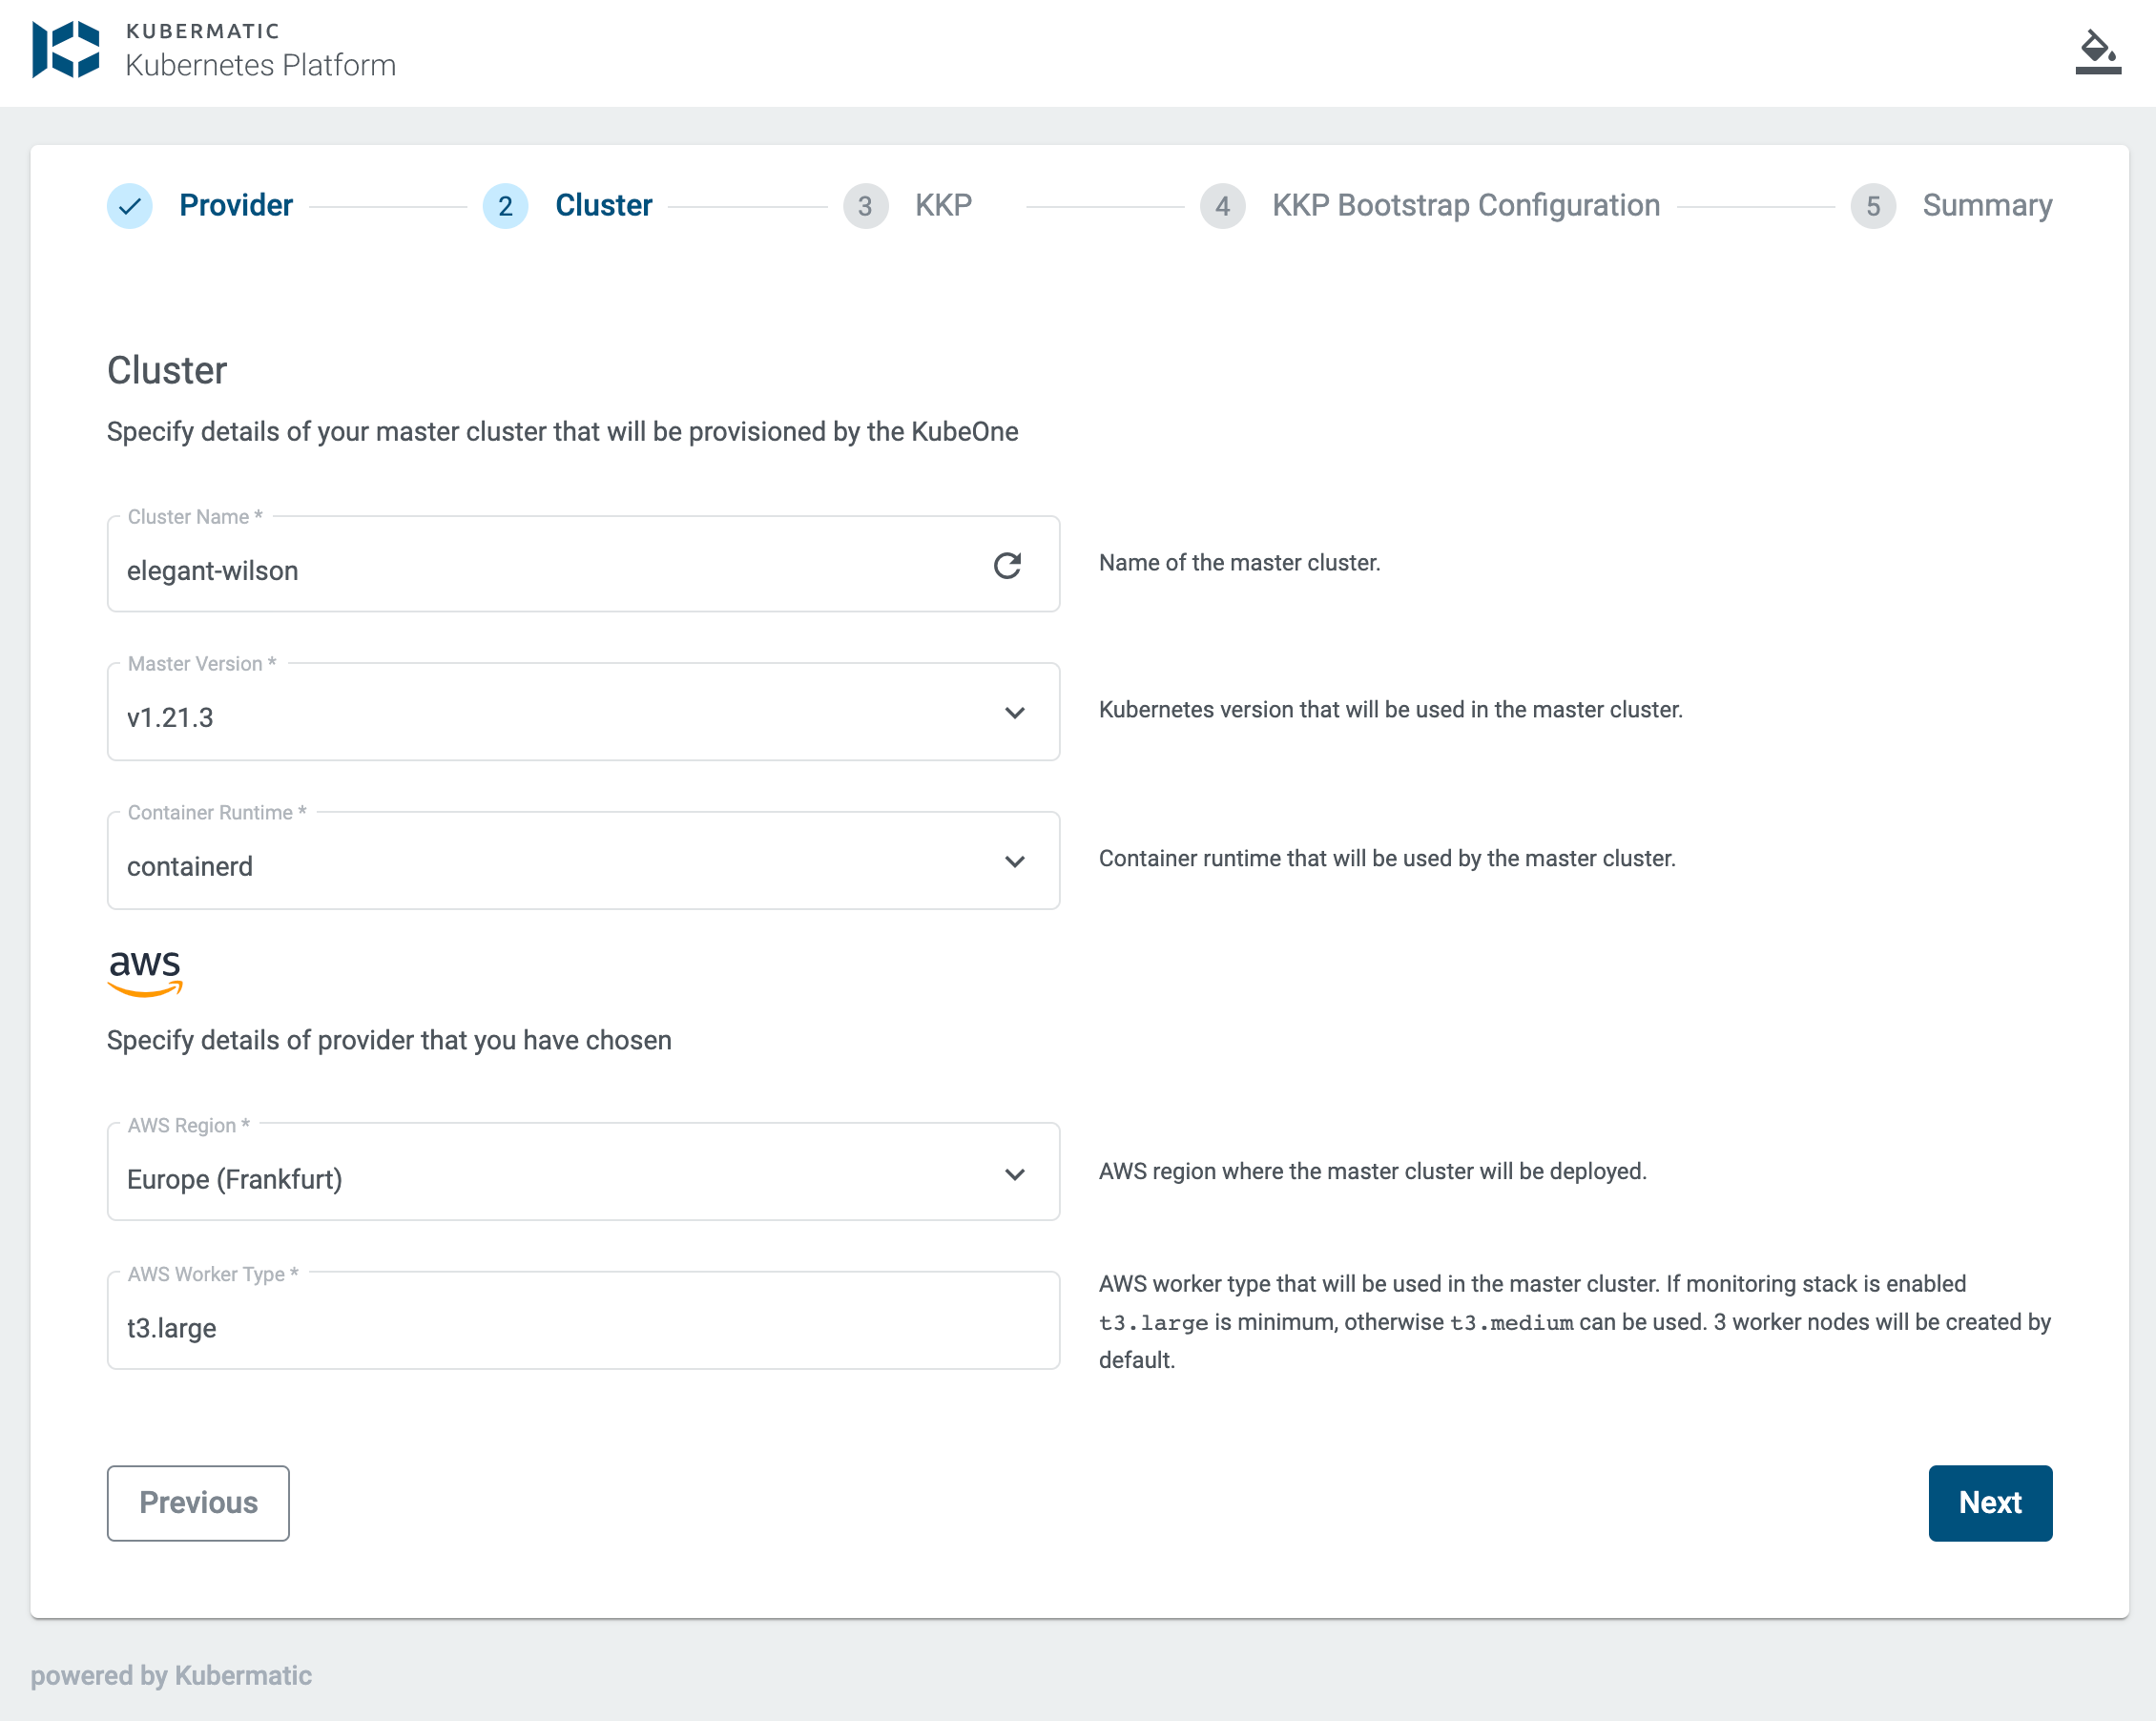 KUBERMATIC
Kubernetes Platform
Provider
2 Cluster
3 KKP
4 KKP Bootstrap Configuration
5 Summary
Cluster
Specify details of your master cluster that will be provisioned by the KubeOne
Cluster Name *
elegant-wilson
Name of the master cluster.
Master Version *
v1.21.3
Kubernetes version that will be used in the master cluster.
Container Runtime *
containerd
Container runtime that will be used by the master cluster.
aws
Specify details of provider that you have chosen
AWS Region *
Europe (Frankfurt)
AWS region where the master cluster will be deployed.
AWS Worker Type *
t3.large
AWS worker type that will be used in the master cluster. If monitoring stack is enabled
t3.large is minimum, otherwise t3.medium can be used. 3 worker nodes will be created by
default.
Previous
Next
powered by Kubermatic